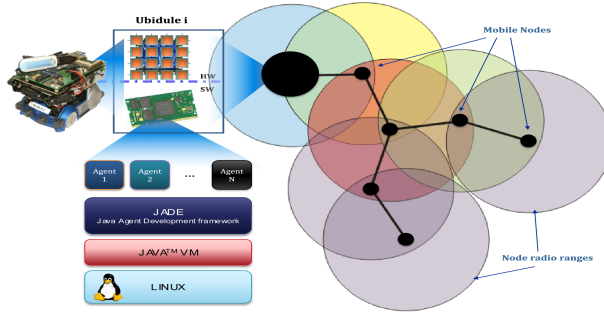 Ubidule i
Mobile Nodes
HW
SW
Agent
1
Agent
2
...
Agent
N
JADE
Java Agent Development framework
JAVA™ VM
LINUX
Node radio ranges